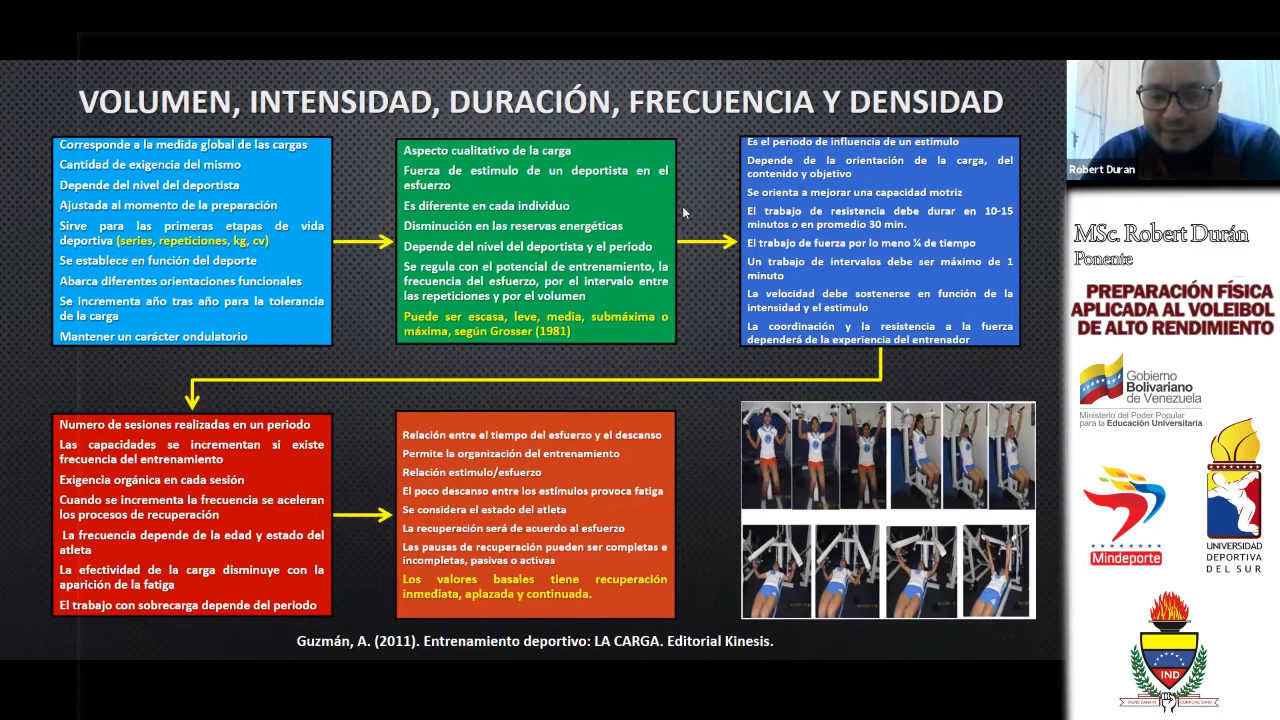 VOLUMEN, INTENSIDAD, DURACIÓN, FRECUENCIA Y DENSIDAD
Corresponde a la medida global de las cargas
Cantidad de exigencia del mismo
Depende del nivel del deportista
Ajustada al momento de la preparación
Sirve para las primeras etapas de vida
deportiva (series, repeticiones, kg, cv)
Se establece en función del deporte
Abarca diferentes orientaciones funcionales
Se incrementa año tras año para la tolerancia
de la carga
Mantener un carácter ondulatorio
Aspecto cualitativo de la carga
Fuerza de estimulo de un deportista en el
esfuerzo
Es diferente en cada individuo
Disminución en las reservas energéticas
Depende del nivel del deportista y el periodo
Se regula con el potencial de entrenamiento, la
frecuencia del esfuerzo, por el intervalo entre
las repeticiones y por el volumen
Puede ser escasa, leve, media, submáxima o
máxima, según Grosser (1981)
Es el periodo de influencia de un estimulo
Depende de la orientación de la carga, del
contenido y objetivo
Se orienta a mejorar una capacidad motriz
El trabajo de resistencia debe durar en 10-15
minutos o en promedio 30 min.
El trabajo de fuerza por lo meno ¾ de tiempo
Un trabajo de intervalos debe ser máximo de 1
minuto
La velocidad debe sostenerse en función de la
intensidad y el estimulo
La coordinación y la resistencia a la fuerza
dependerá de la experiencia del entrenador
Numero de sesiones realizadas en un periodo
Las capacidades se incrementan si existe
frecuencia del entrenamiento
Exigencia orgánica en cada sesión
Cuando se incrementa la frecuencia se aceleran
los procesos de recuperación
La frecuencia depende de la edad y estado del
atleta
La efectividad de la carga disminuye con la
aparición de la fatiga
El trabajo con sobrecarga depende del periodo
Relación entre el tiempo del esfuerzo y el descanso
Permite la organización del entrenamiento
Relación estimulo/esfuerzo
El poco descanso entre los estímulos provoca fatiga
Se considera el estado del atleta
La recuperación será de acuerdo al esfuerzo
Las pausas de recuperación pueden ser completas e
incompletas, pasivas o activas
Los valores basales tiene recuperación
inmediata, aplazada y continuada.
Guzmán, A. (2011). Entrenamiento deportivo: LA CARGA. Editorial Kinesis.
Robert Duran
MSc. Robert Durán
Ponente
PREPARACIÓN FÍSICA
APLICADA AL VOLEIBOL
DE ALTO RENDIMIENTO
Gobierno
Bolivariano
de Venezuela
Ministerio del Poder Popular
para la Educación Universitaria
Mindeporte
UNIVERSIDAD
DEPORTIVA
DEL SUR
IND
MENS SANA IN CORPORE SANO